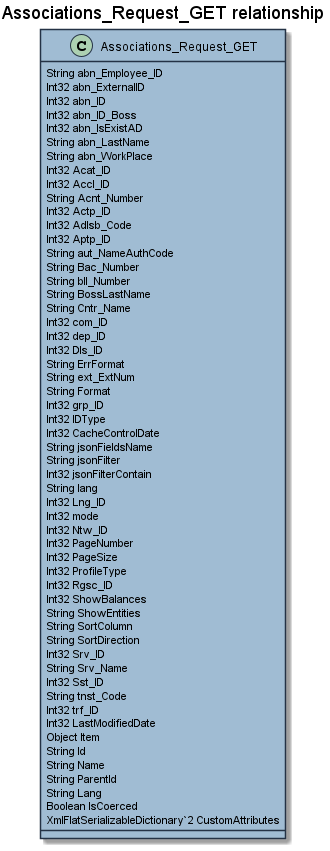 Associations_Request_GET relationship
C Associations_Request_GET
String abn_Employee_ID
Int32 abn_ExternalID
Int32 abn_ID
Int32 abn_ID_Boss
Int32 abn_IsExistAD
String abn_LastName
String abn_WorkPlace
Int32 Acat_ID
Int32 Accl_ID
String Acnt_Number
Int32 Actp_ID
Int32 Adlsb_Code
Int32 Aptp_ID
String aut_NameAuthCode
String Bac_Number
String bll_Number
String BossLastName
String Cntr_Name
Int32 com_ID
Int32 dep_ID
Int32 Dls_ID
String ErrFormat
String ext_ExtNum
String Format
Int32 grp_ID
Int32 IDType
Int32 CacheControlDate
String jsonFieldsName
String jsonFilter
Int32 jsonFilterContain
String lang
Int32 Lng_ID
Int32 mode
Int32 Ntw_ID
Int32 PageNumber
Int32 PageSize
Int32 ProfileType
Int32 Rgsc_ID
Int32 ShowBalances
String ShowEntities
String SortColumn
String SortDirection
Int32 Srv_ID
String Srv_Name
Int32 Sst_ID
String tnst_Code
Int32 trf_ID
Int32 LastModifiedDate
Object Item
String Id
String Name
String ParentId
String Lang
Boolean IsCoerced
XmlFlatSerializableDictionary`2 CustomAttributes